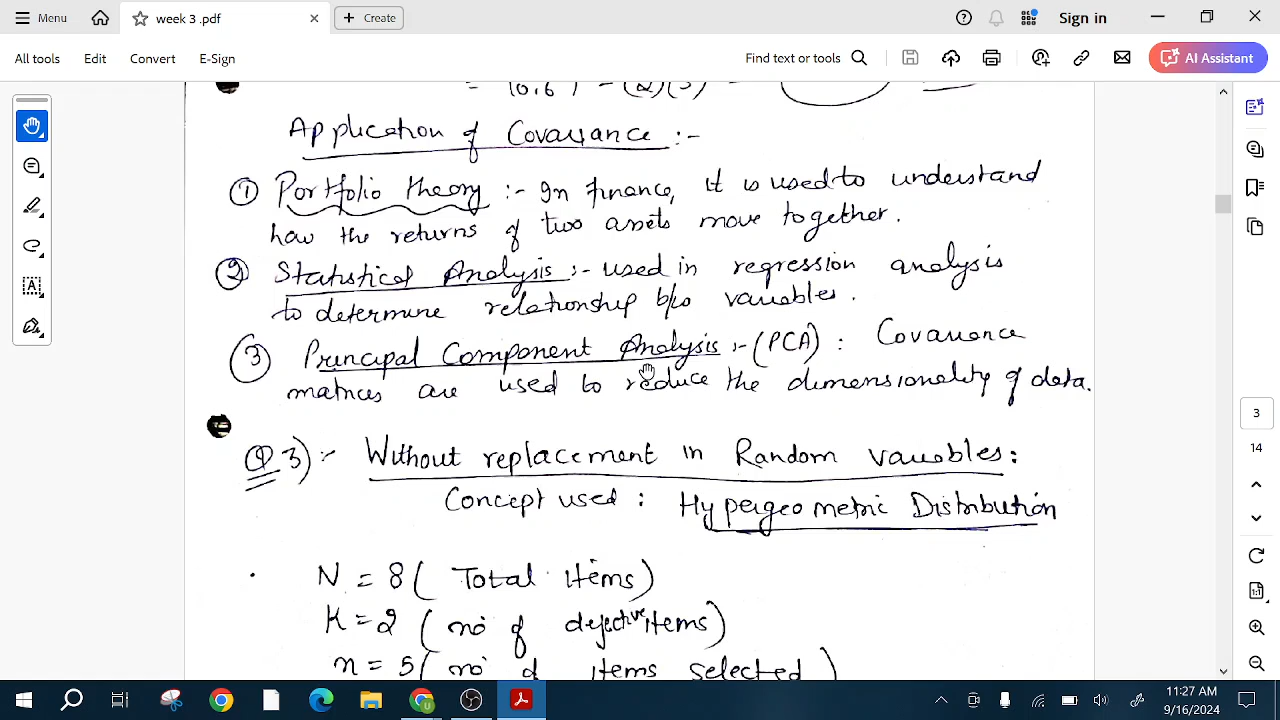 Menu
week 3 .pdf
Create
Sign in
All tools Edit Convert E-Sign
Find text or tools
AI Assistant
Application of Covariance :-
① Portfolio theory :- In finance, it is used to understand
how the returns of two assets move together.
② Statistical Analysis :- used in regression analysis
to determine relationship b/w variables.
③ Principal Component Analysis :- (PCA) : Covariance
matrices are used to reduce the dimensionality of data.
Q 3) :- Without replacement in Random variables :
Concept used : Hypergeometric Distribution
N = 8 ( Total items)
K = 2 ( no of defective items)
n = 5 ( no of items selected )
3
14
11:27 AM
9/16/2024